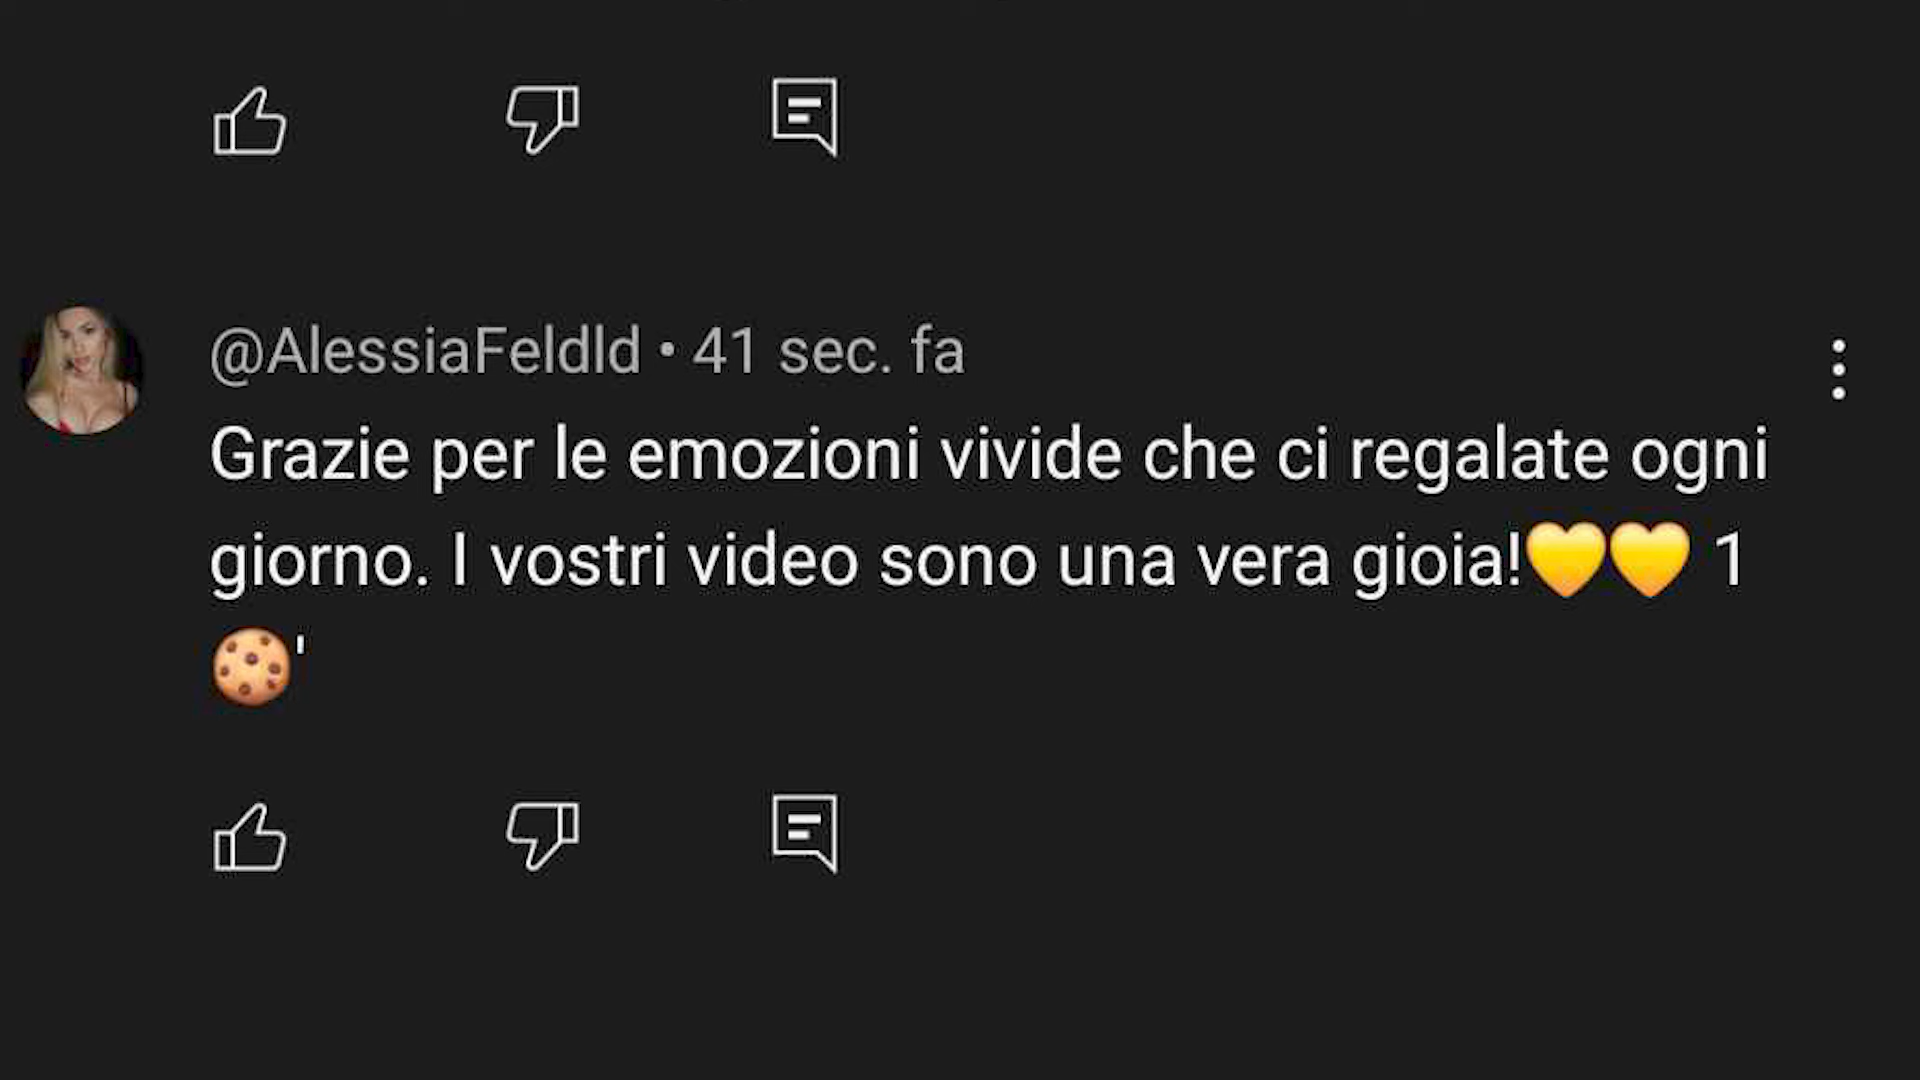 @AlessiaFeldld • 41 sec. fa
Grazie per le emozioni vivide che ci regalate ogni
giorno. I vostri video sono una vera gioia!💛💛 1
🍪'